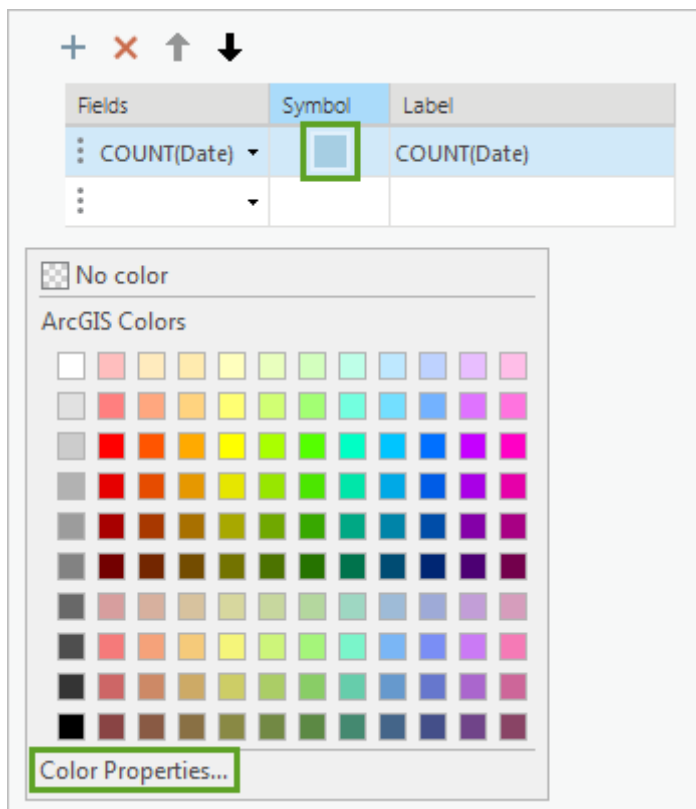 Fields Symbol Label
COUNT(Date) COUNT(Date)
No color
ArcGIS Colors
Color Properties...